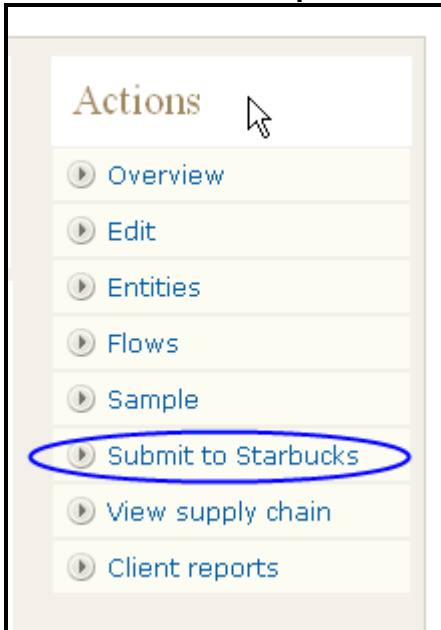 Actions
Overview
Edit
Entities
Flows
Sample
Submit to Starbucks
View supply chain
Client reports